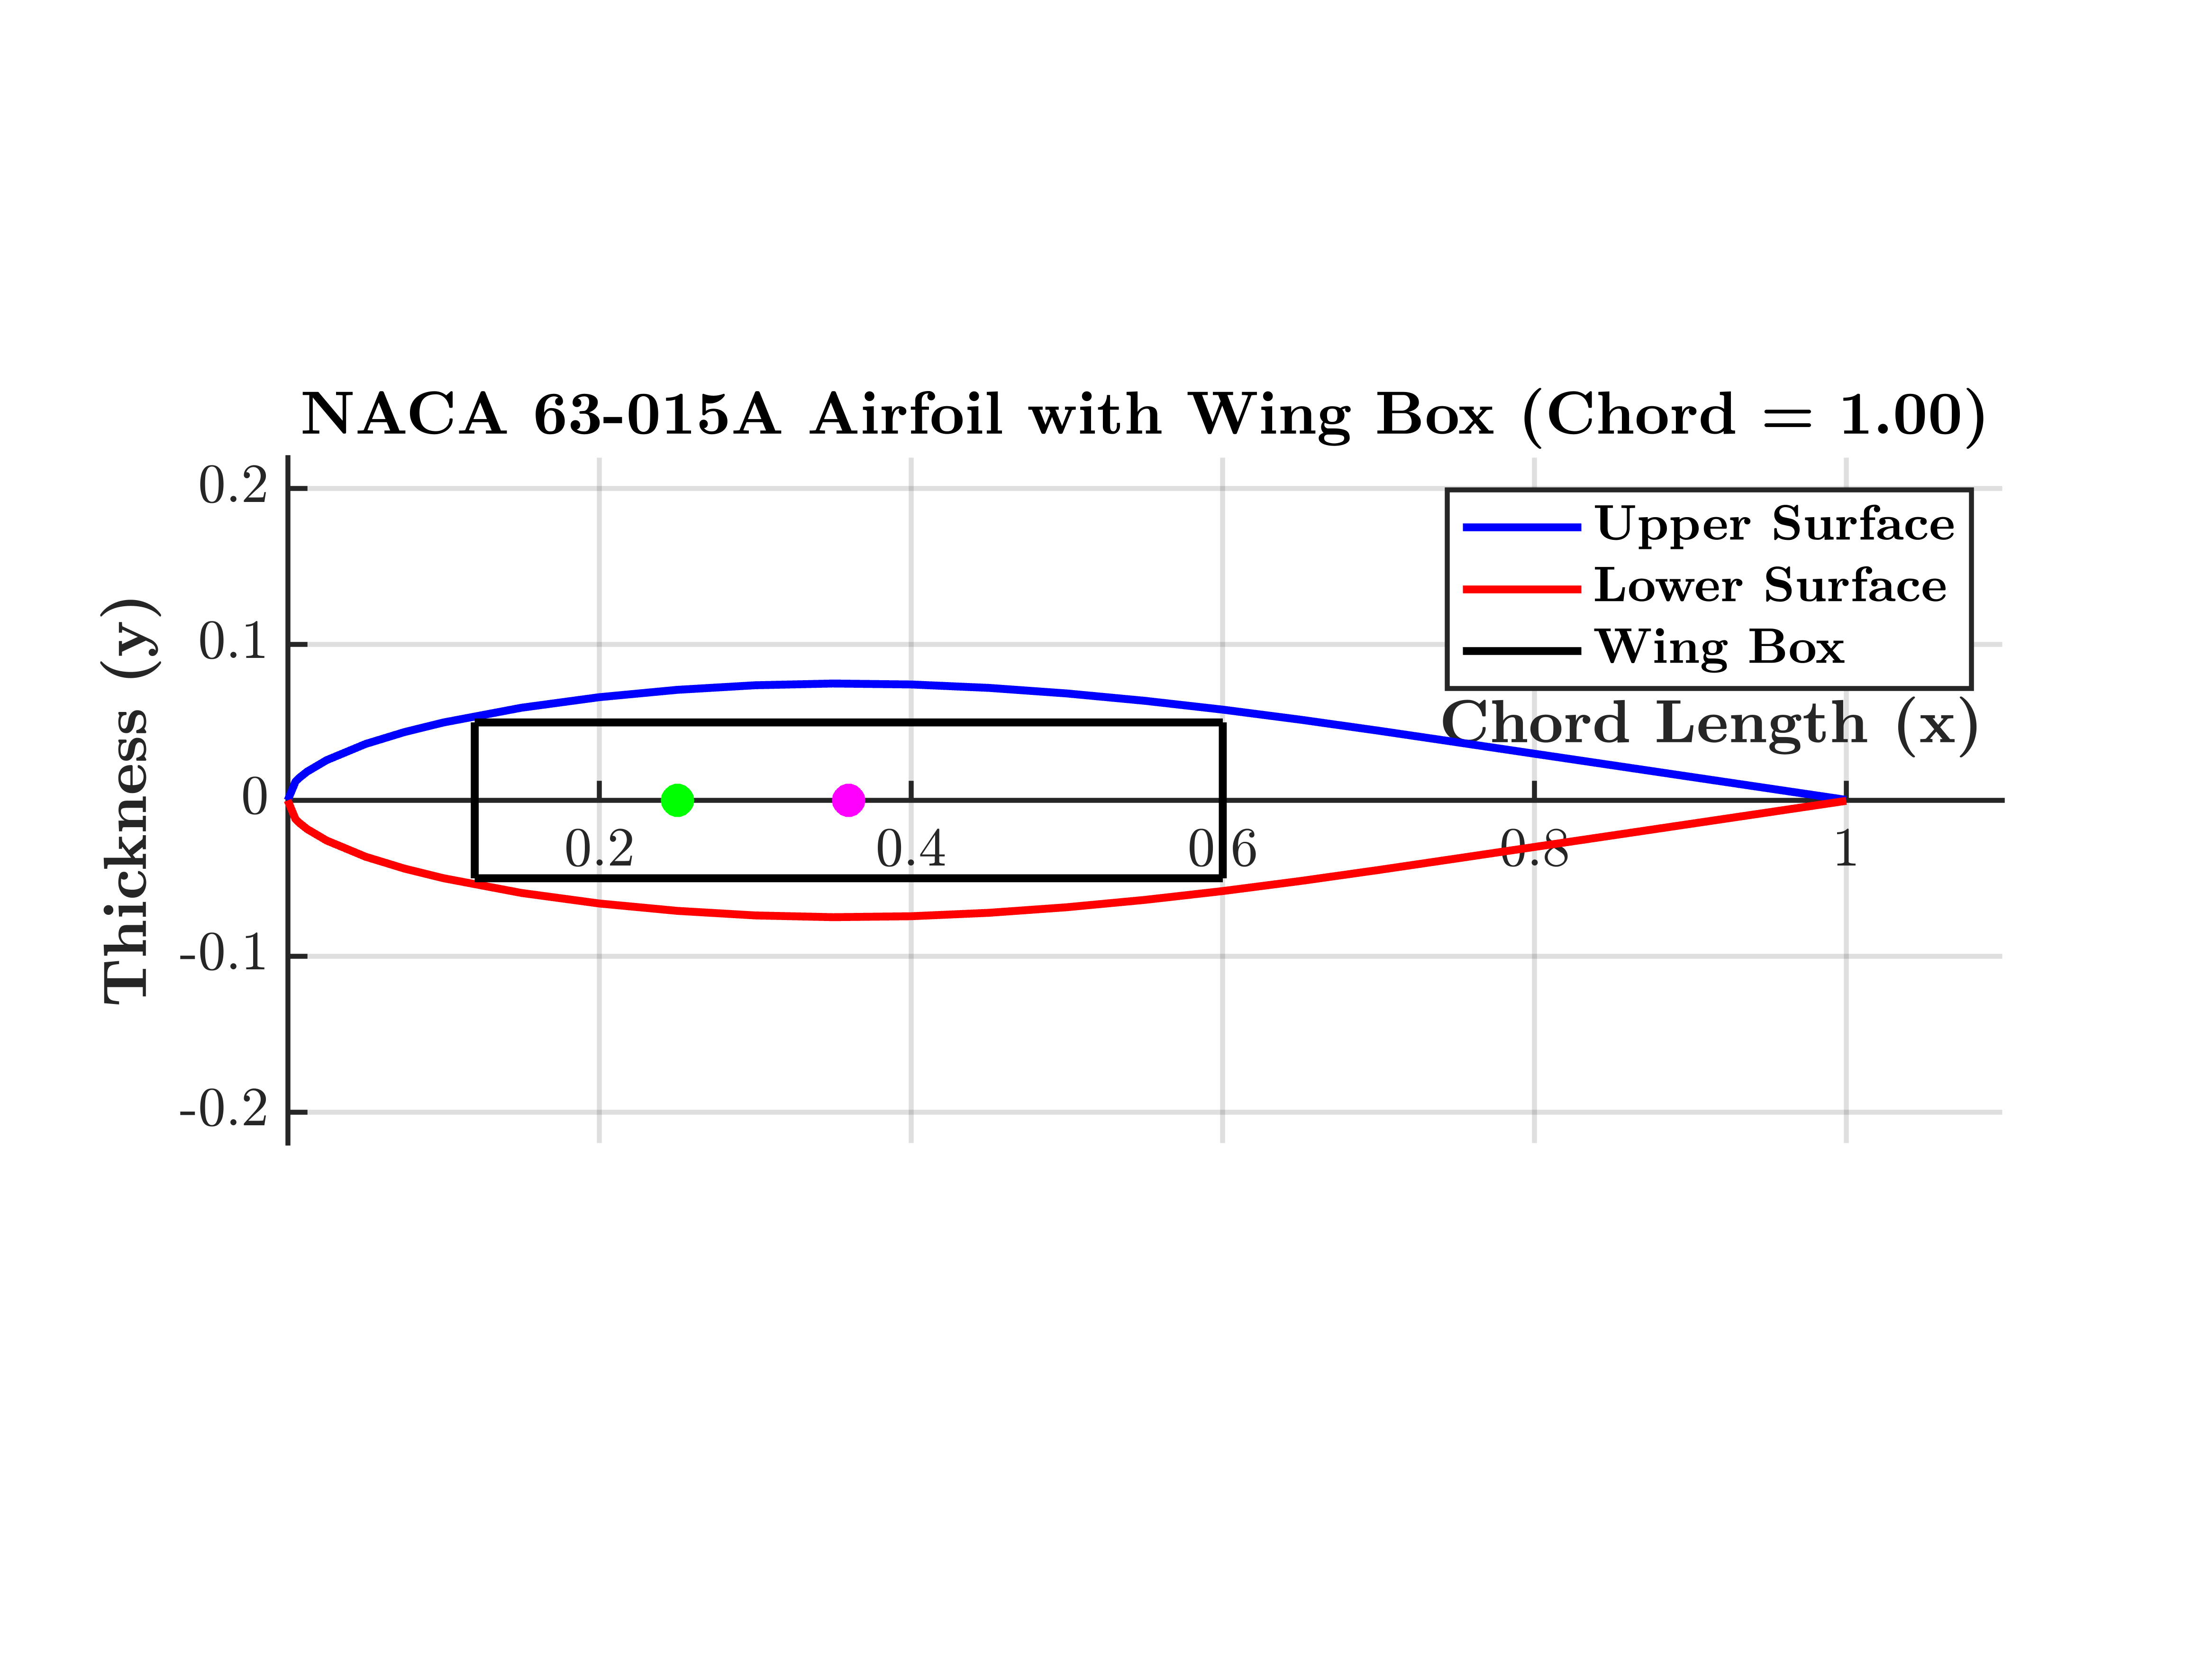 NACA 63-015A Airfoil with Wing Box (Chord = 1.00)
Thickness (y)
0.2
0.1
0
-0.1
-0.2
Upper Surface
Lower Surface
Wing Box
Chord Length (x)
0.2
0.4
0.6
0.8
1